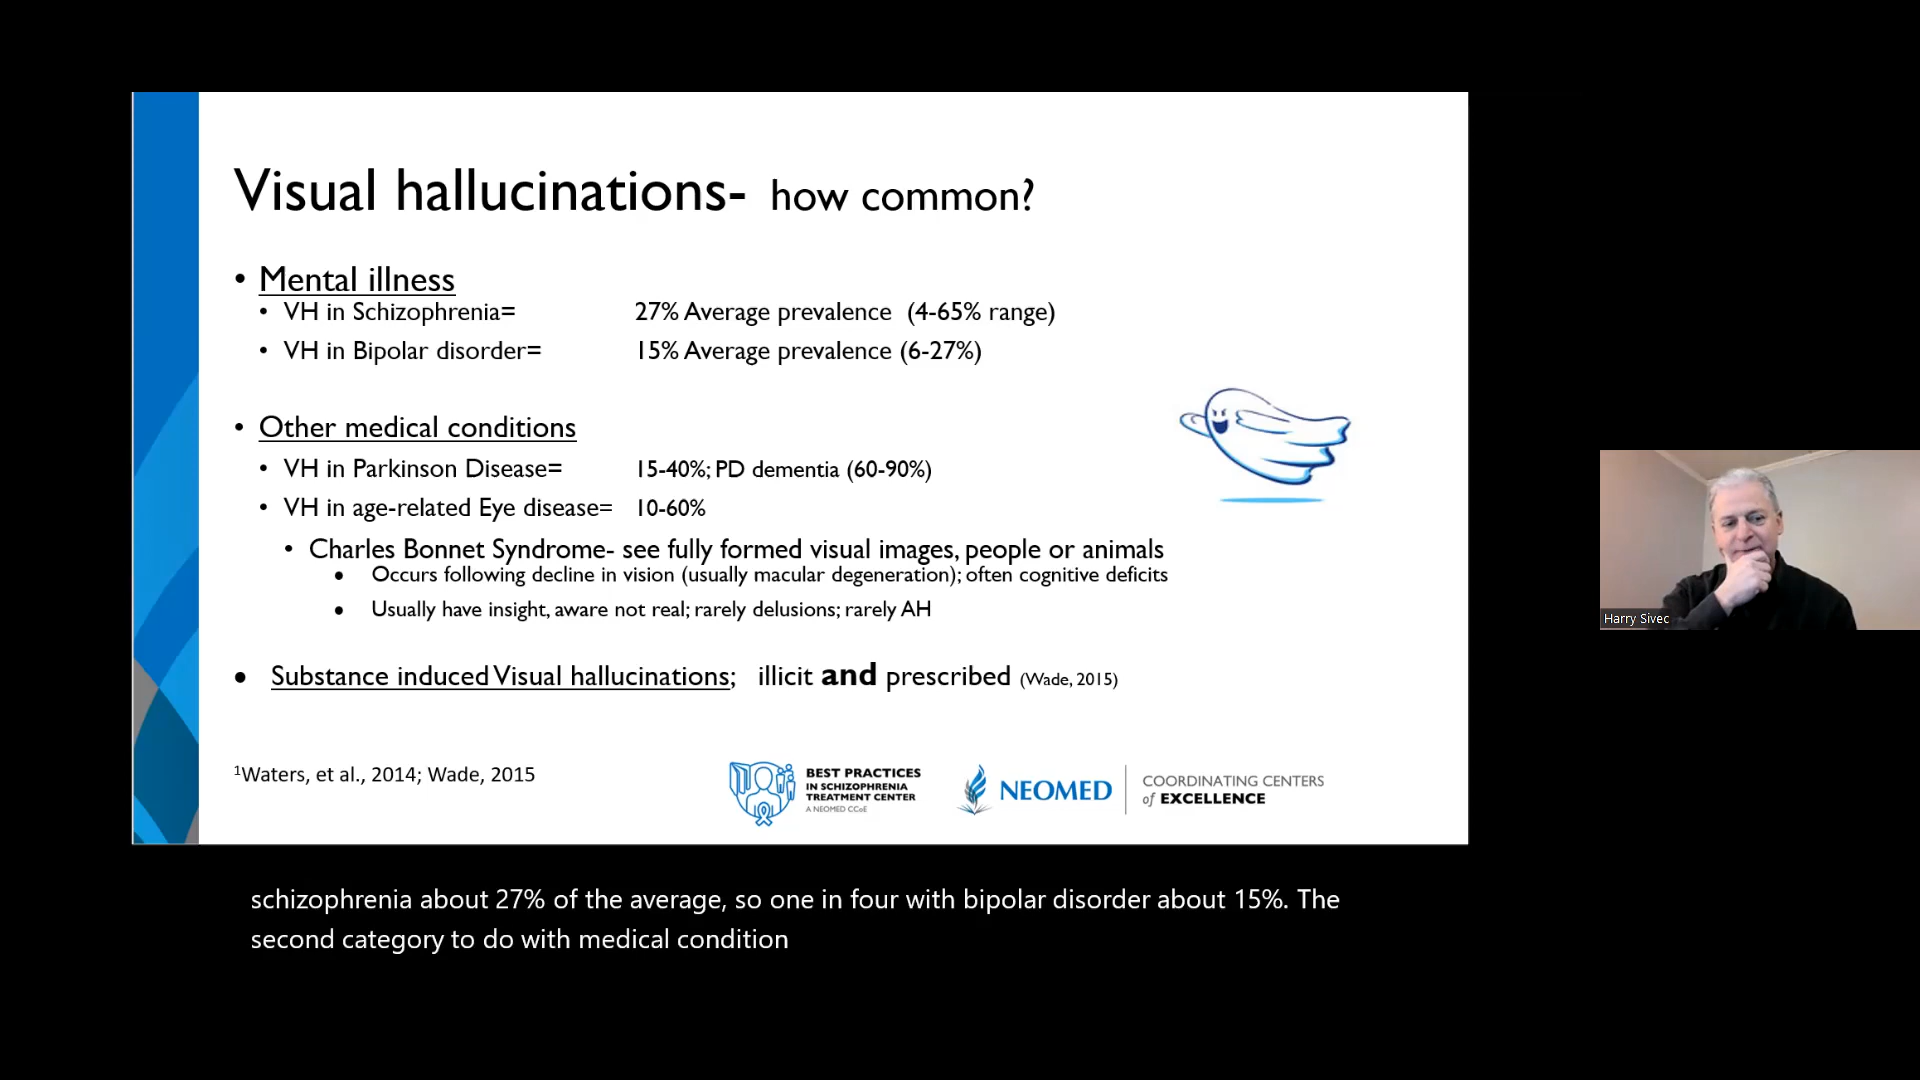 Visual hallucinations- how common?
• Mental illness
• VH in Schizophrenia= 27% Average prevalence (4-65% range)
• VH in Bipolar disorder= 15% Average prevalence (6-27%)
• Other medical conditions
• VH in Parkinson Disease= 15-40%; PD dementia (60-90%)
• VH in age-related Eye disease= 10-60%
• Charles Bonnet Syndrome- see fully formed visual images, people or animals
• Occurs following decline in vision (usually macular degeneration); often cognitive deficits
• Usually have insight, aware not real; rarely delusions; rarely AH
• Substance induced Visual hallucinations; illicit and prescribed (Wade, 2015)
¹Waters, et al., 2014; Wade, 2015
BEST PRACTICES
IN SCHIZOPHRENIA
TREATMENT CENTER
A NEOMED CCoE
NEOMED
COORDINATING CENTERS
of EXCELLENCE
Harry Sivec
schizophrenia about 27% of the average, so one in four with bipolar disorder about 15%. The
second category to do with medical condition